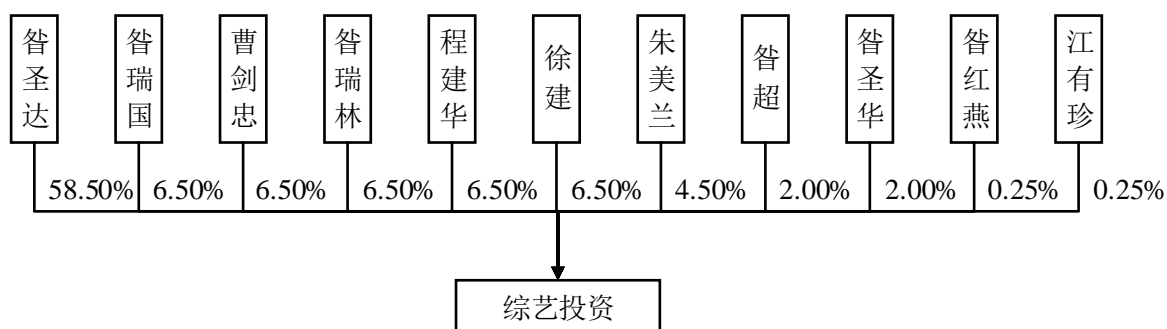 昝圣达
昝瑞国
曹剑忠
昝瑞林
程建华
徐建
朱美兰
昝超
昝圣华
昝红燕
江有珍
58.50% 6.50% 6.50% 6.50% 6.50% 6.50% 4.50% 2.00% 2.00% 0.25% 0.25%
综艺投资